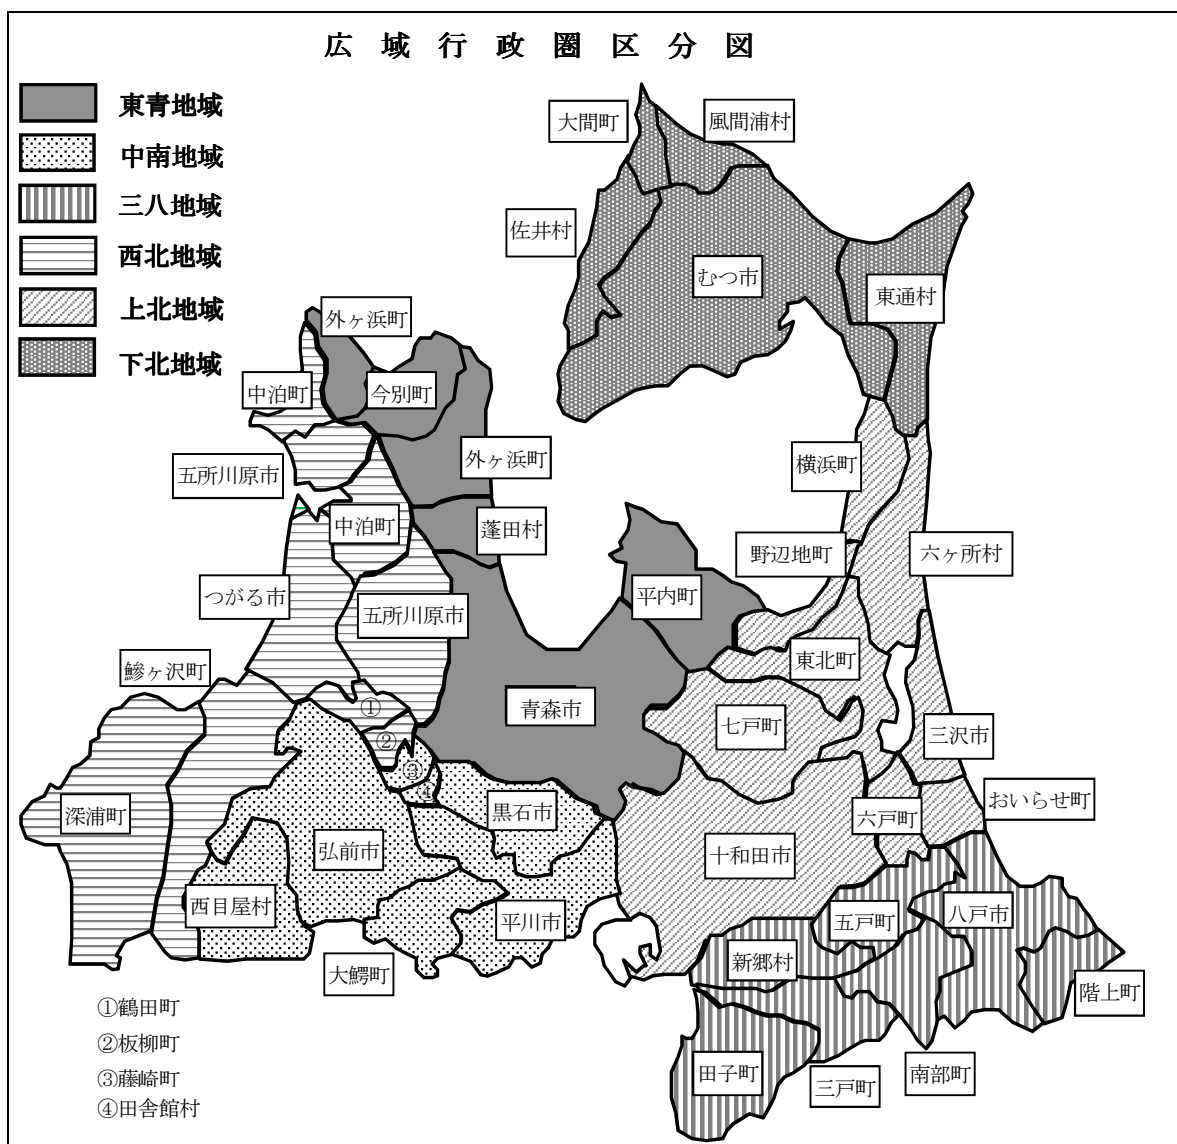 広域行政圏区分図
東青地域
中南地域
三八地域
西北地域
上北地域
下北地域
大間町
風間浦村
佐井村
むつ市
東通村
外ヶ浜町
中泊町
今別町
外ヶ浜町
五所川原市
横浜町
中泊町
蓬田村
野辺地町
六ヶ所村
つがる市
五所川原市
平内町
鰺ヶ沢町
東北町
①
青森市
七戸町
三沢市
②
③
④
深浦町
黒石市
六戸町
おいらせ町
弘前市
十和田市
西目屋村
平川市
五戸町
八戸市
大鰐町
新郷村
階上町
田子町
三戸町
南部町
①鶴田町
②板柳町
③藤崎町
④田舎館村